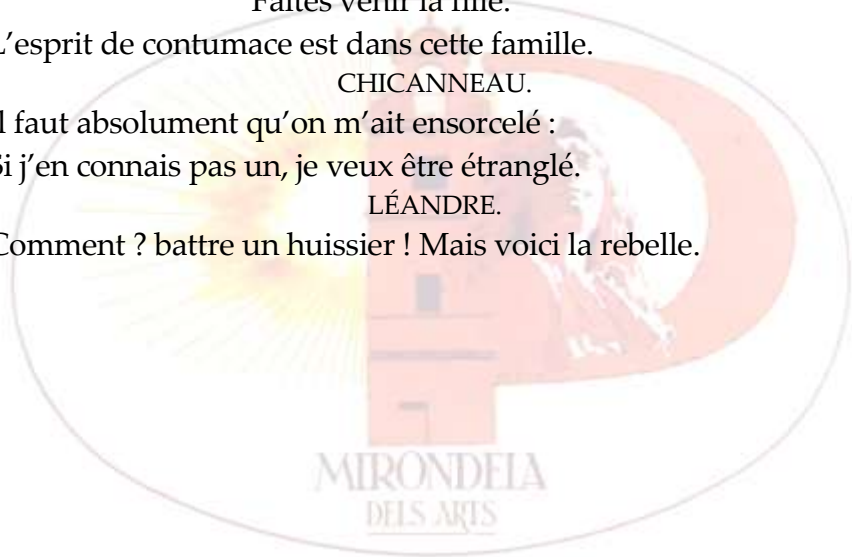 Faites venir la fille.
L’esprit de contumace est dans cette famille.
CHICANNEAU.
Il faut absolument qu’on m’ait ensorcelé :
Si j’en connais pas un, je veux être étranglé.
LÉANDRE.
Comment ? battre un huissier ! Mais voici la rebelle.
MIRONDELA
DELS ARTS